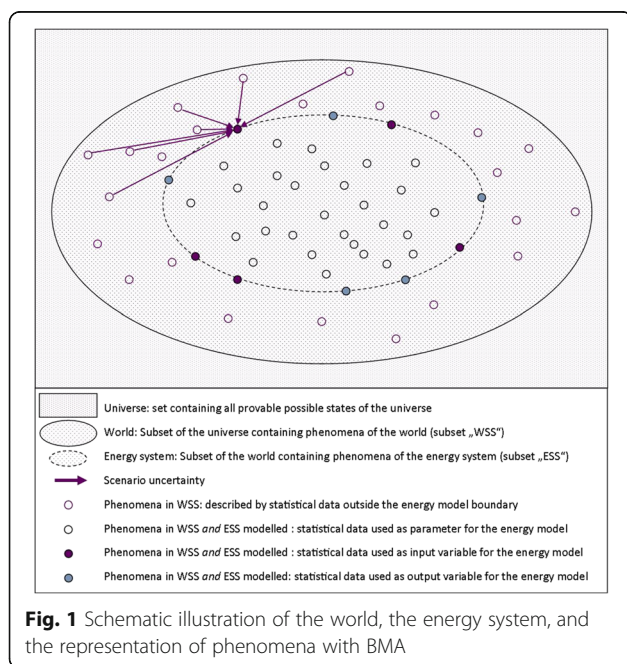 Universe: set containing all provable possible states of the universe
World: Subset of the universe containing phenomena of the world (subset „WSS“)
Energy system: Subset of the world containing phenomena of the energy system (subset „ESS“)
Scenario uncertainty
Phenomena in WSS: described by statistical data outside the energy model boundary
Phenomena in WSS and ESS modelled : statistical data used as parameter for the energy model
Phenomena in WSS and ESS modelled : statistical data used as input variable for the energy model
Phenomena in WSS and ESS modelled: statistical data used as output variable for the energy model
Fig. 1 Schematic illustration of the world, the energy system, and
the representation of phenomena with BMA